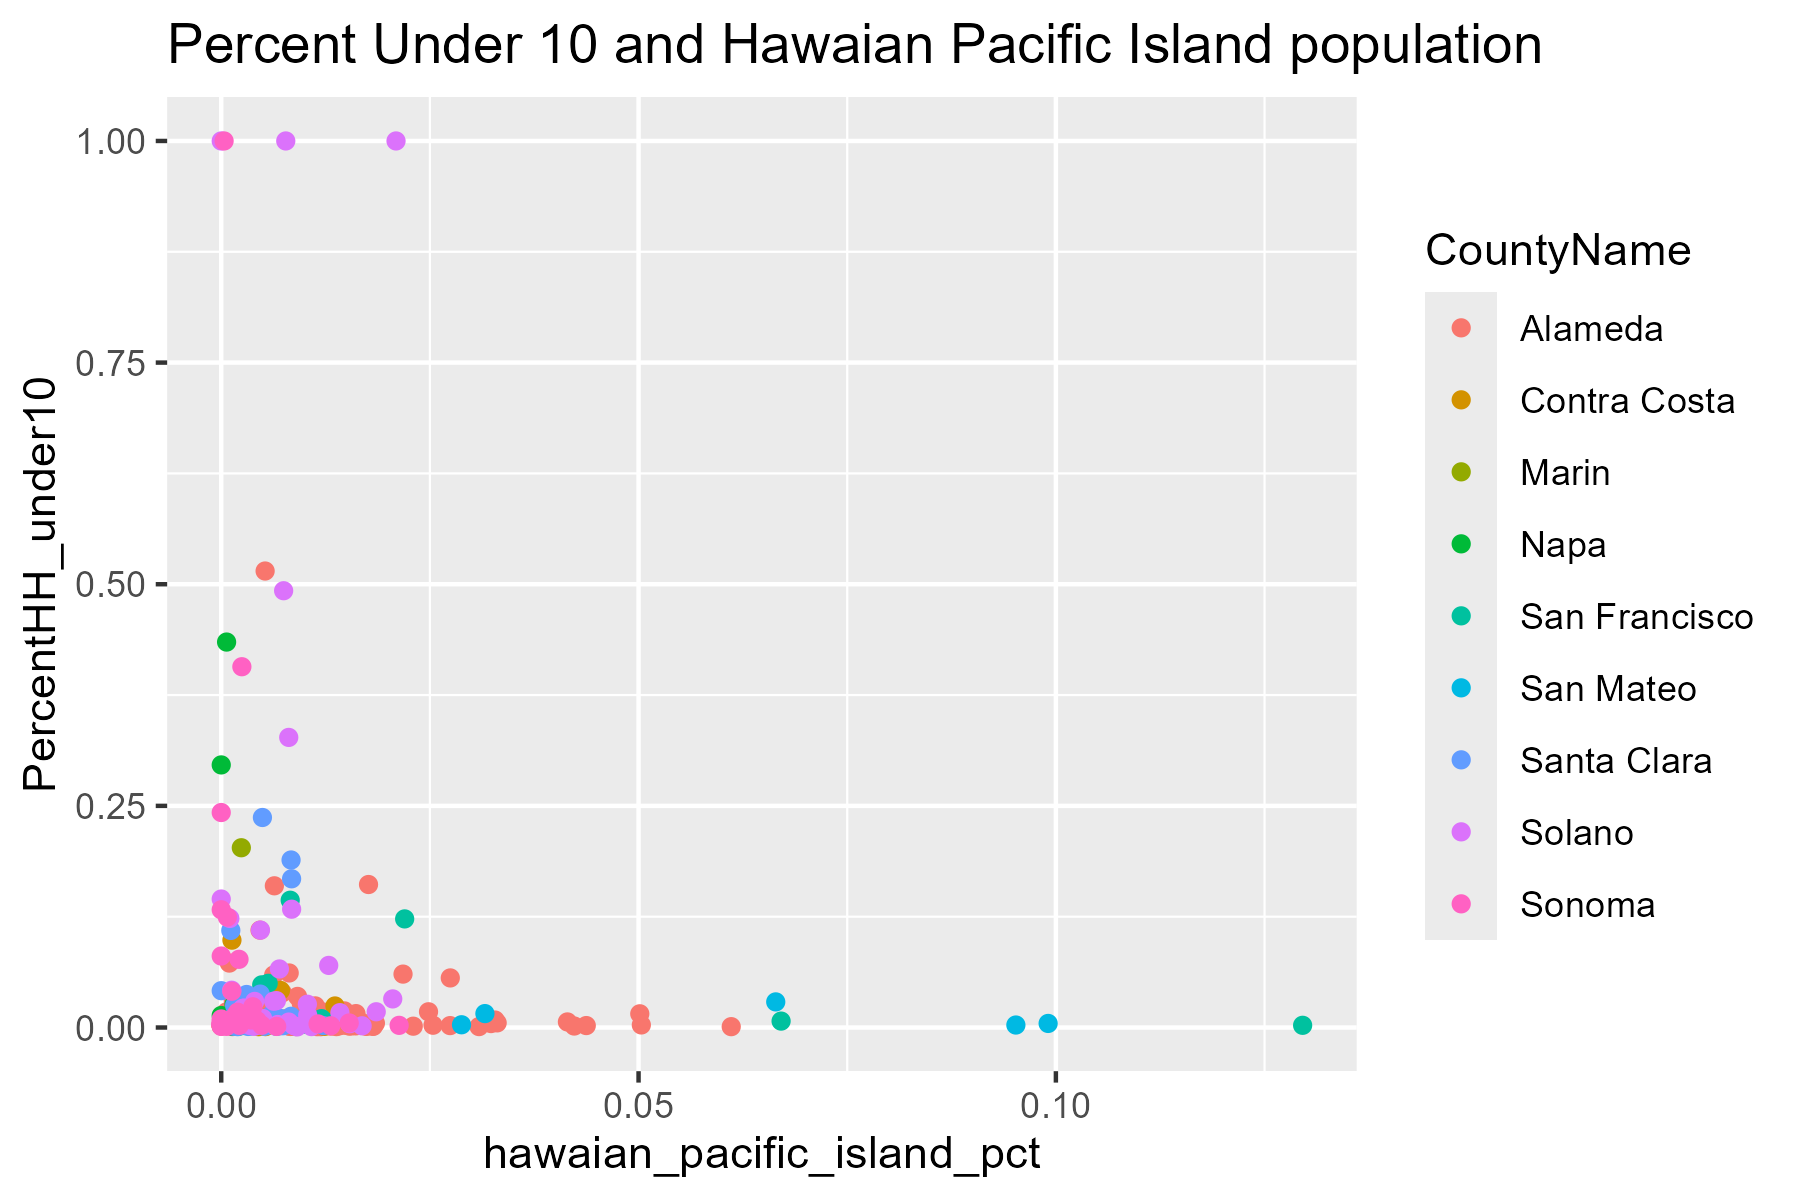 Percent Under 10 and Hawaian Pacific Island population
PercentHH_under10
1.00
0.75
0.50
0.25
0.00
0.00
0.05
0.10
hawaian_pacific_island_pct
CountyName
Alameda
Contra Costa
Marin
Napa
San Francisco
San Mateo
Santa Clara
Solano
Sonoma